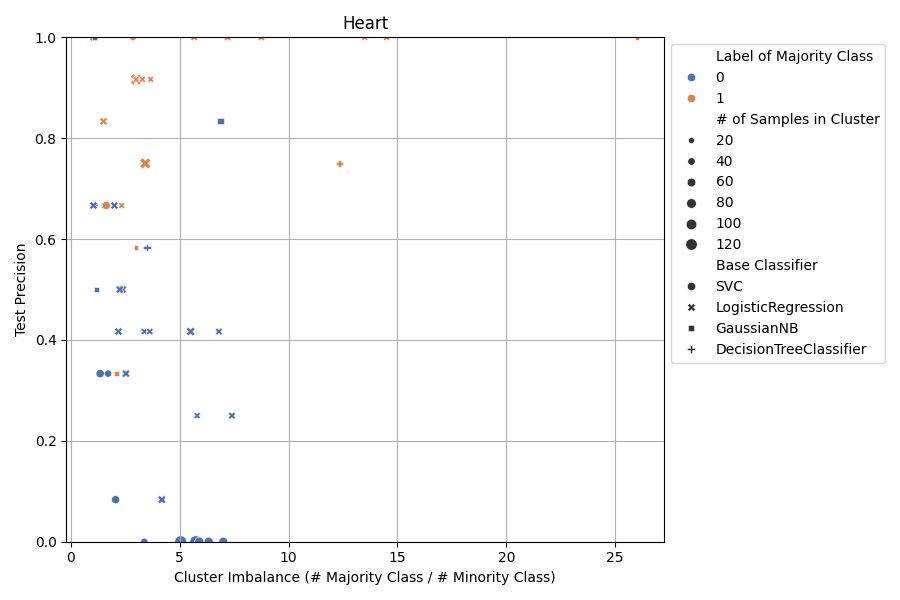 Heart
1.0
0.8
0.6
0.4
0.2
0.0
Test Precision
0
5
10
15
20
25
Cluster Imbalance (# Majority Class / # Minority Class)
Label of Majority Class
0
1
# of Samples in Cluster
20
40
60
80
100
120
Base Classifier
SVC
LogisticRegression
GaussianNB
DecisionTreeClassifier